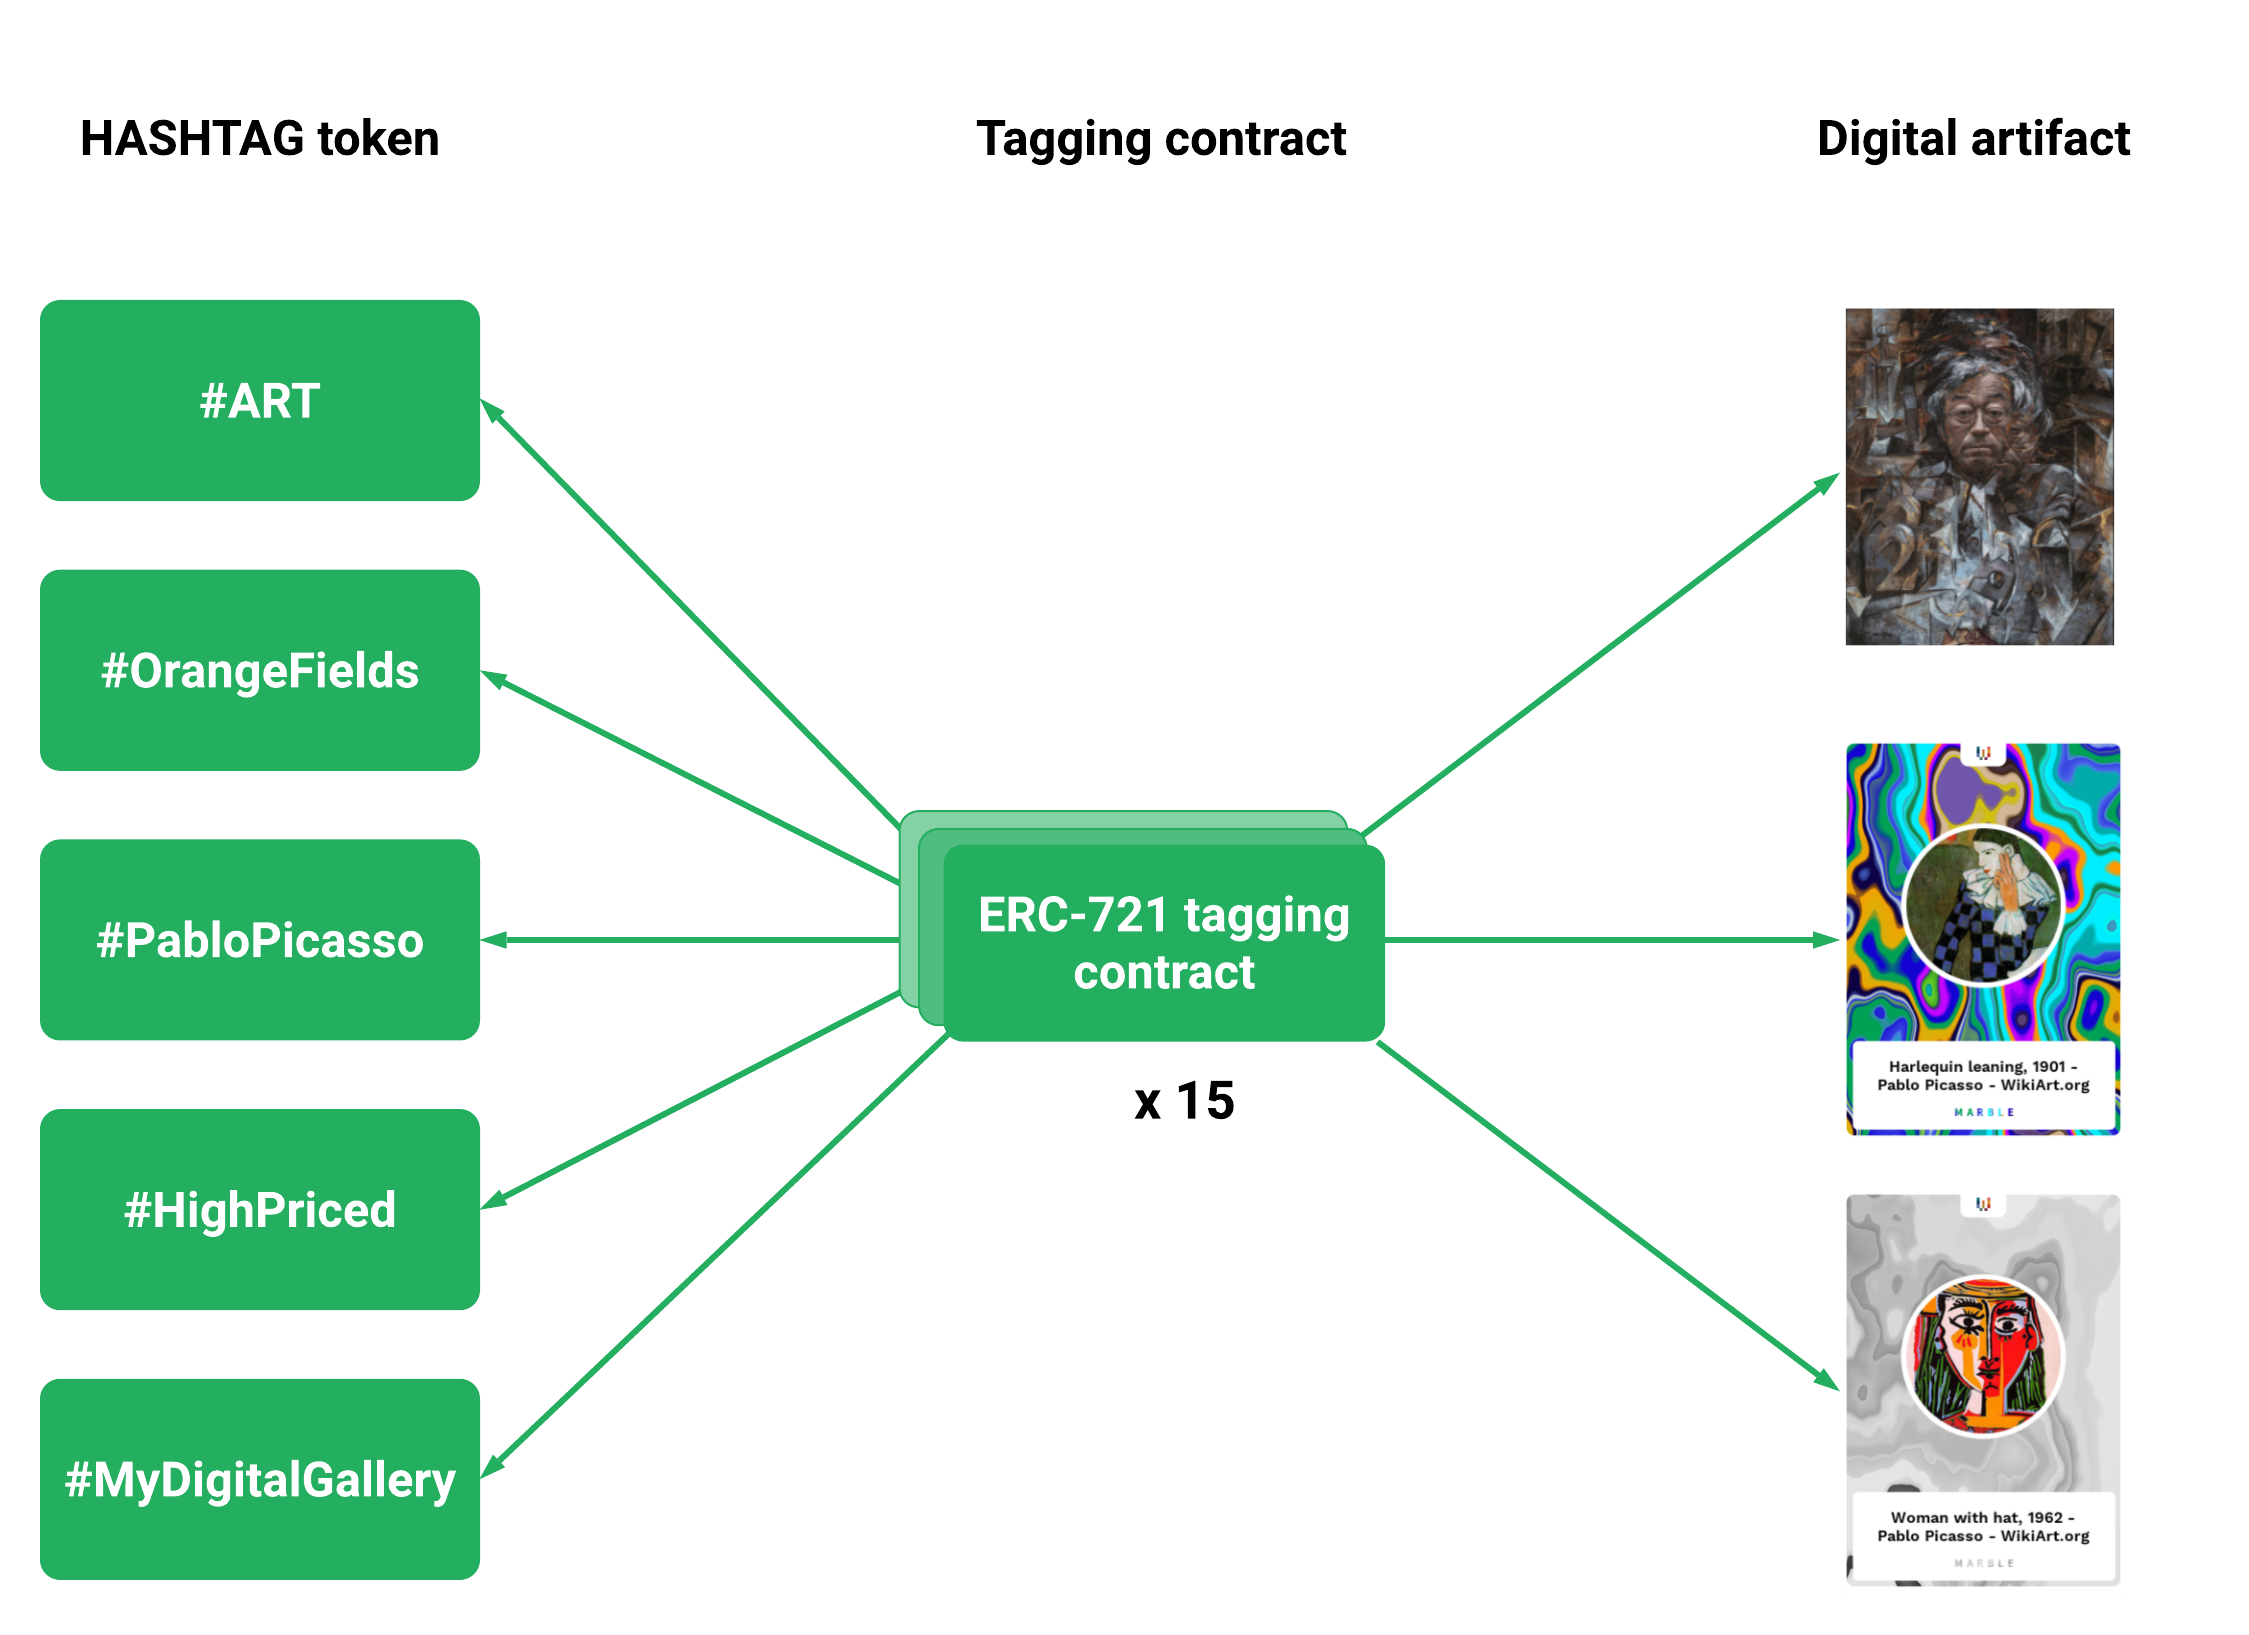 HASHTAG token
Tagging contract
Digital artifact
#ART
#OrangeFields
#PabloPicasso
#HighPriced
#MyDigitalGallery
ERC-721 tagging
contract
x 15
Harlequin leaning, 1901 -
Pablo Picasso - WikiArt.org
MARBLE
Woman with hat, 1962 -
Pablo Picasso - WikiArt.org
MARBLE